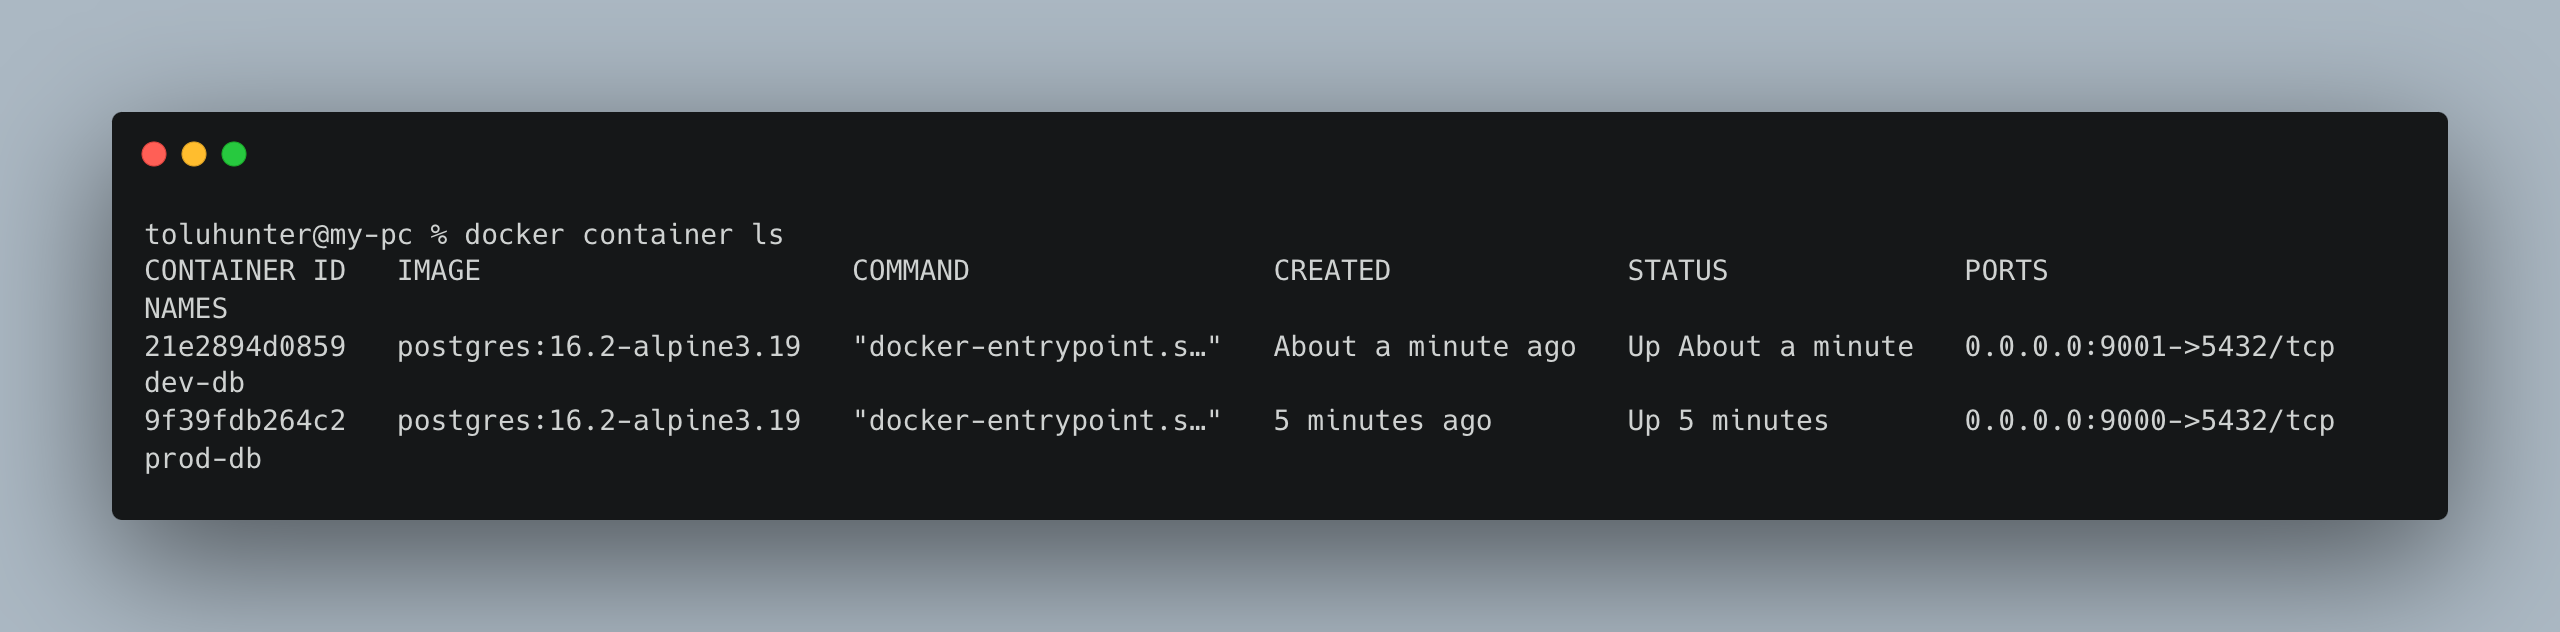 toluhunter@my-pc % docker container ls
CONTAINER ID   IMAGE                      COMMAND                  CREATED              STATUS              PORTS
NAMES
21e2894d0859   postgres:16.2-alpine3.19   "docker-entrypoint.s…"   About a minute ago   Up About a minute   0.0.0.0:9001->5432/tcp
dev-db
9f39fdb264c2   postgres:16.2-alpine3.19   "docker-entrypoint.s…"   5 minutes ago        Up 5 minutes        0.0.0.0:9000->5432/tcp
prod-db